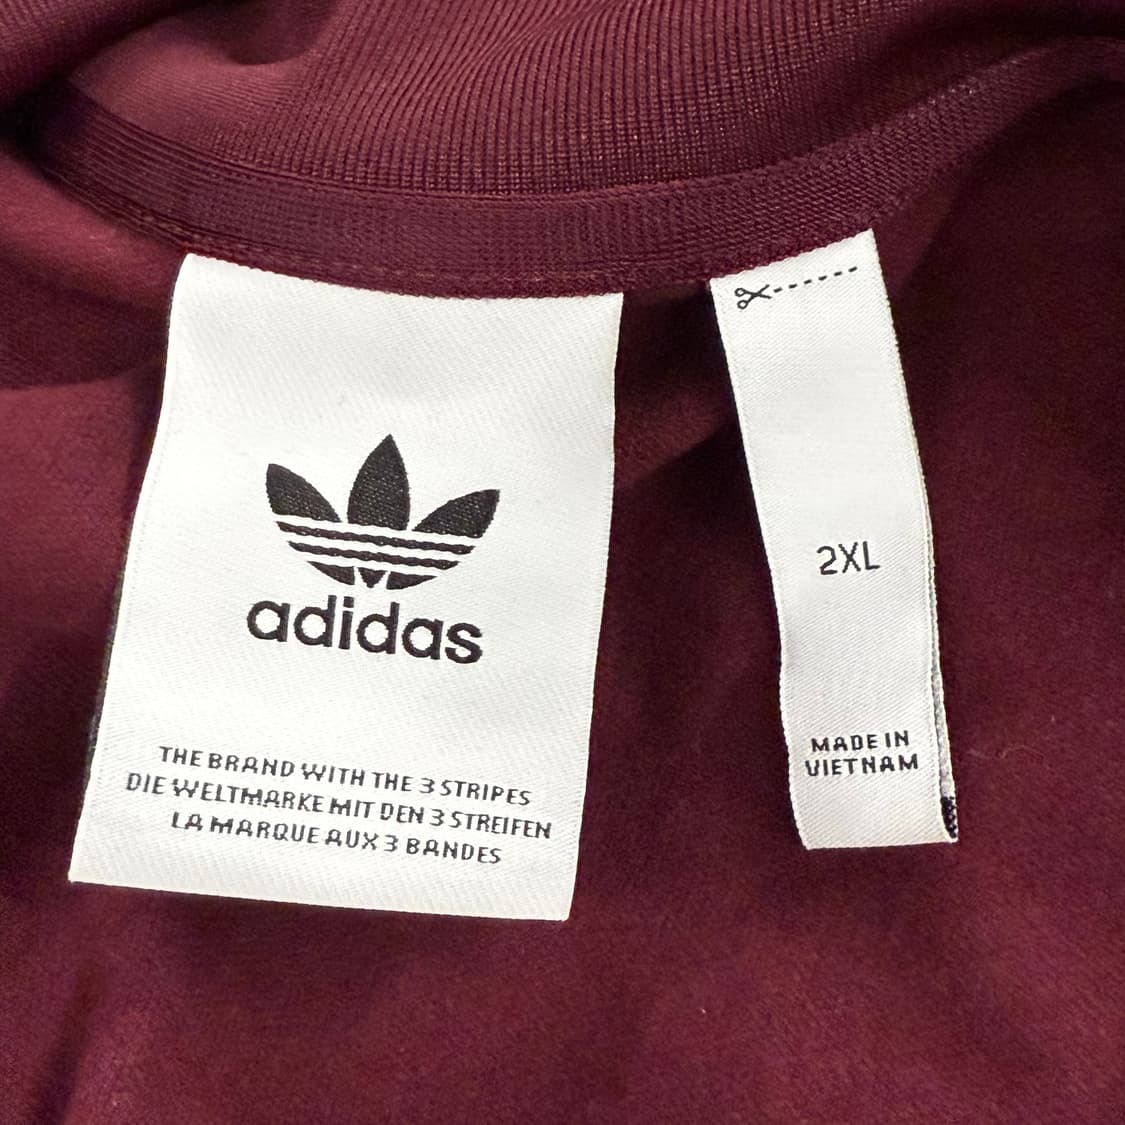 adidas
THE BRAND WITH THE 3 STRIPES
DIE WELTMARKE MIT DEN 3 STREIFEN
LA MARQUE AUX 3 BANDES
2XL
MADE IN
VIETNAM